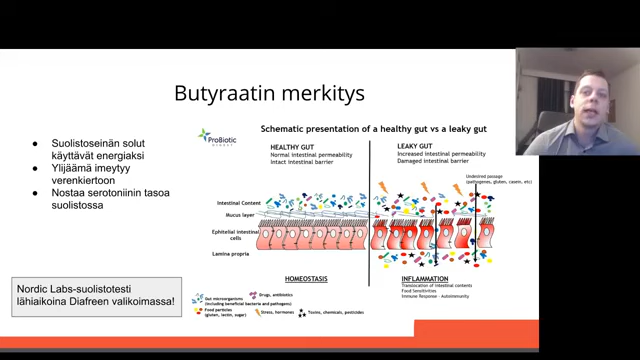 Butyraatin merkitys
● Suolistoseinän solut
käyttävät energiaksi
● Ylijäämä imeytyy
verenkiertoon
● Nostaa serotoniinin tasoa
suolistossa
Nordic Labs-suolistotesti
lähiaikoina Diafreen valikoimassa!
ProBiotic
Schematic presentation of a healthy gut vs a leaky gut
HEALTHY GUT
Normal intestinal permeability
Intact intestinal barrier
LEAKY GUT
Increased intestinal permeability
Damaged intestinal barrier
Undesired passage
(pathogenes, gluten, casein, etc)
Intestinal Content
Mucus layer
Ephitelial intestinal
cells
Lamina propria
HOMEOSTASIS
INFLAMMATION
Translocation of intestinal contents
Food Sensitivities
Immune Response - Autoimmunity
Gut microorganisms
(including beneficial bacteria and pathogens)
Drugs, antibiotics
Food particles
(gluten, lectin, sugar)
Stress, hormones
Toxins, chemicals, pesticides